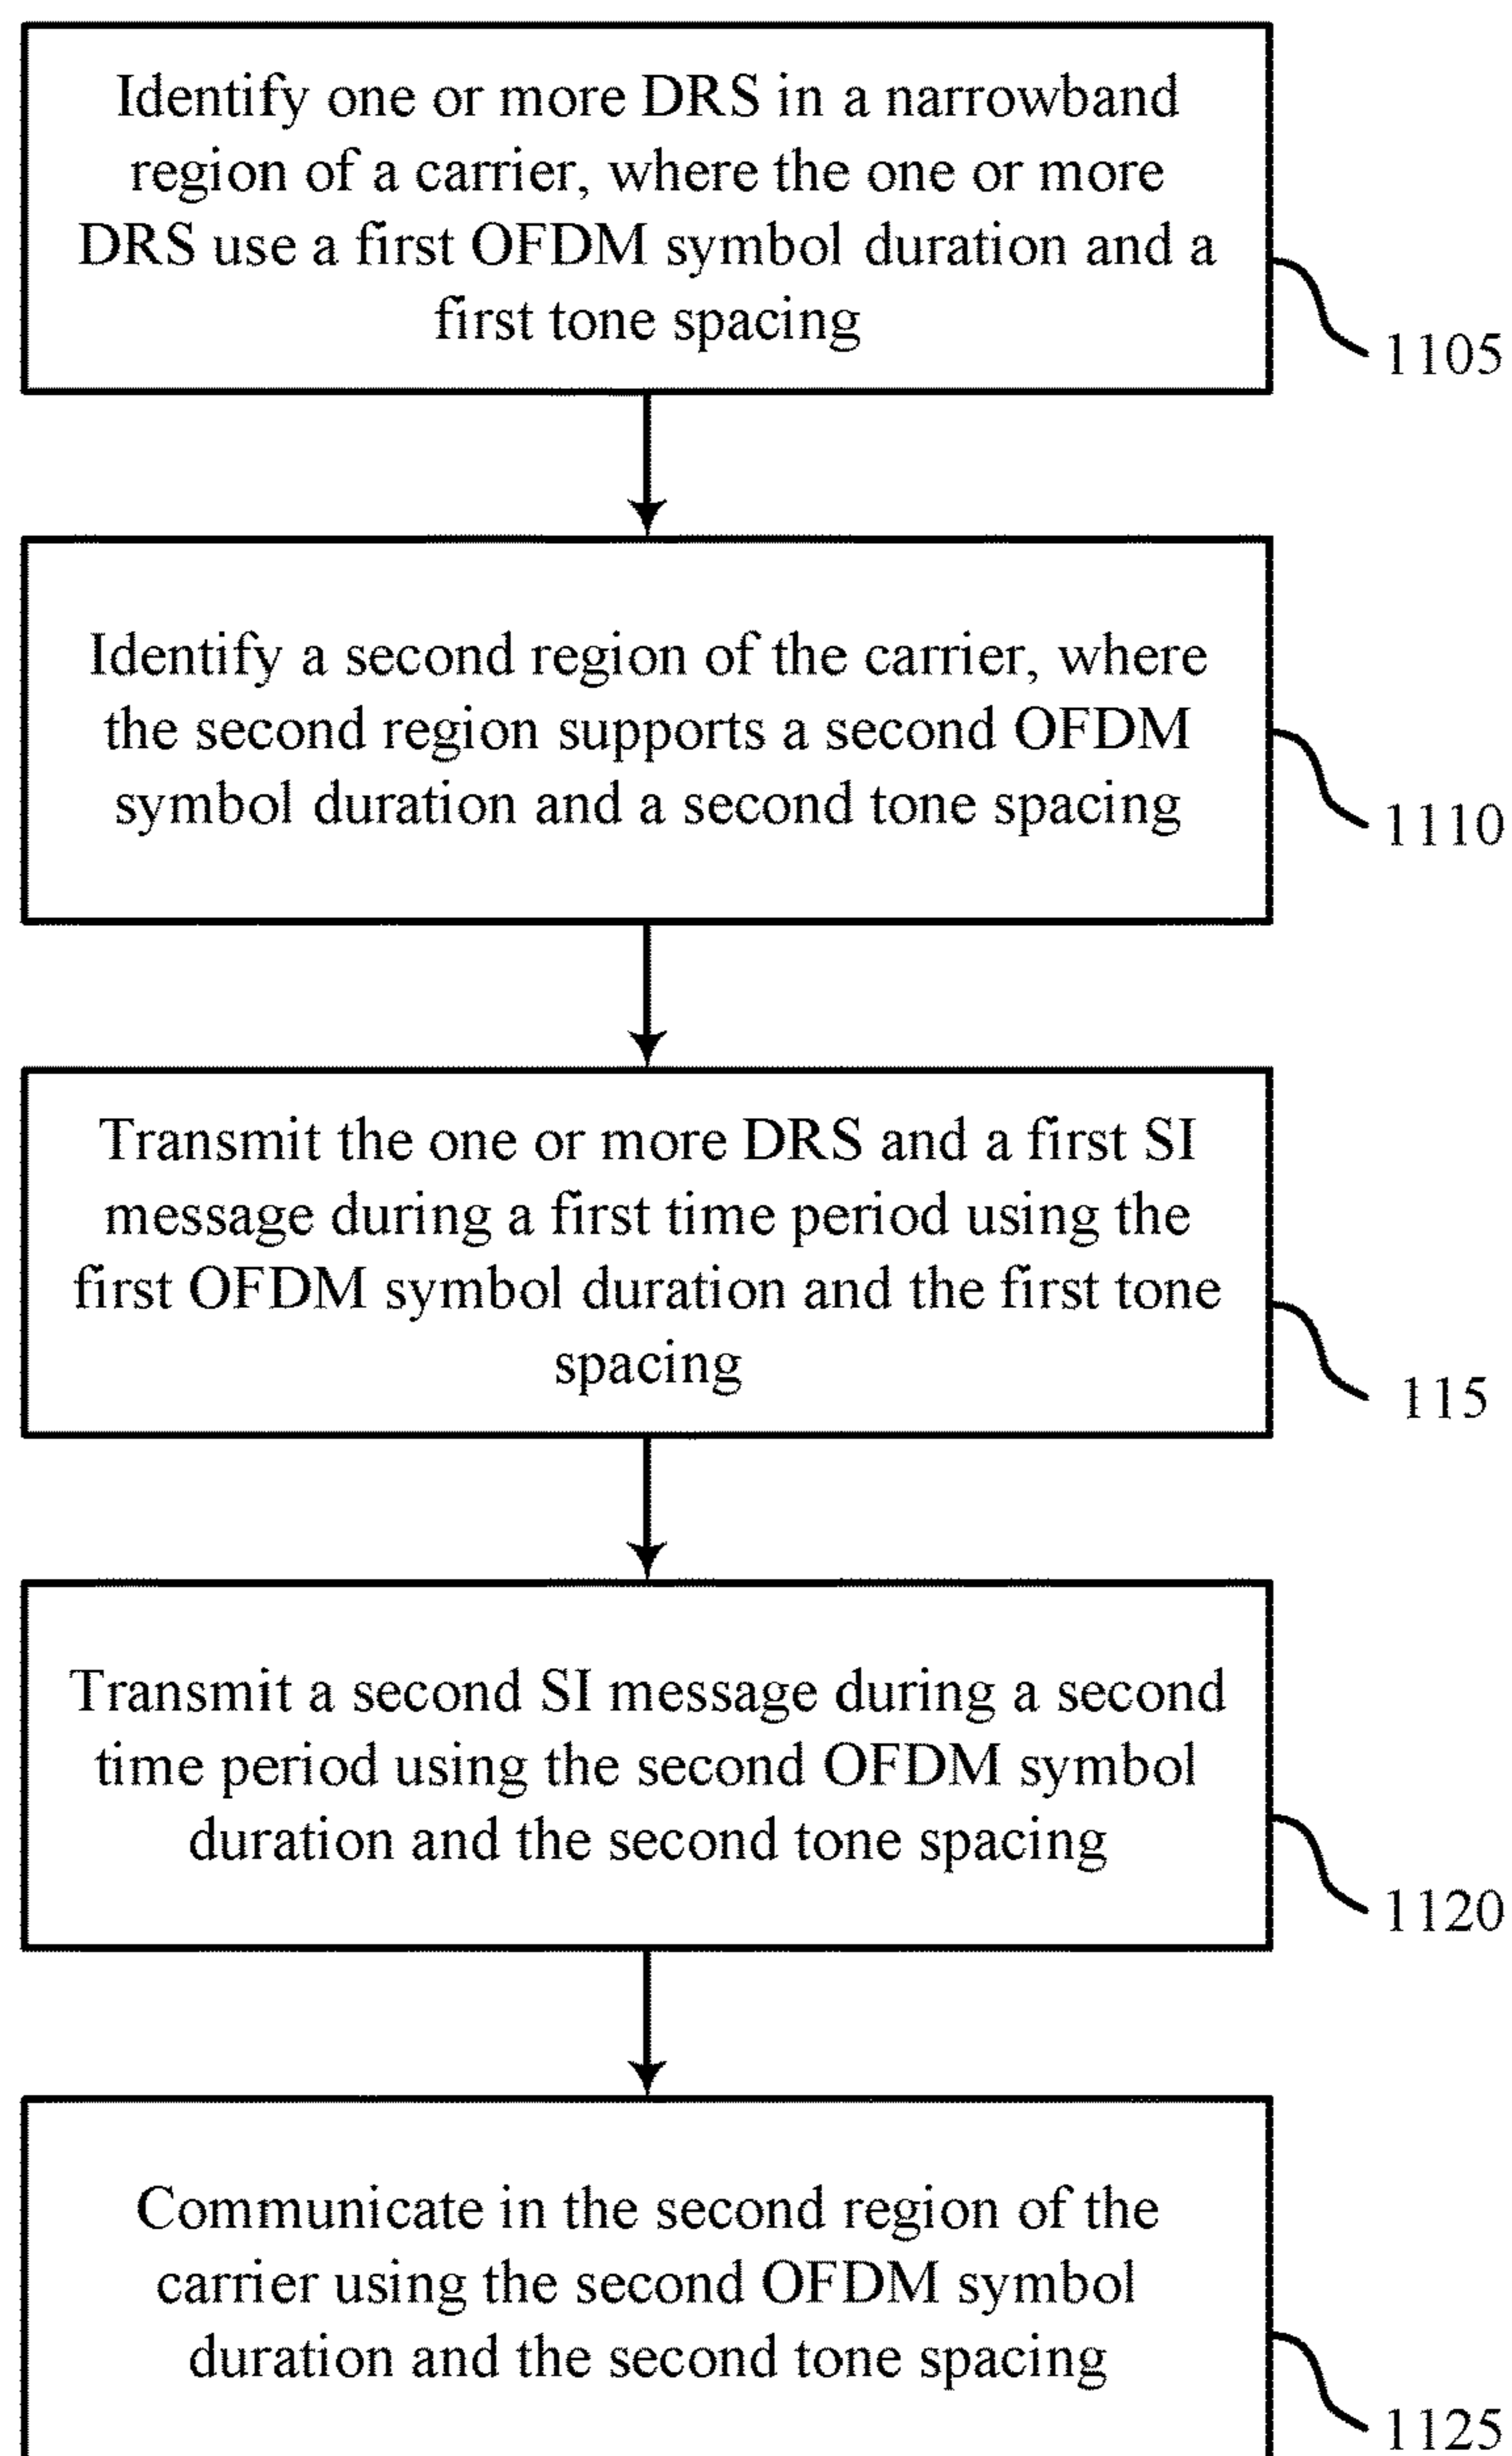 Identify one or more DRS in a narrowband
region of a carrier, where the one or more
DRS use a first OFDM symbol duration and a
first tone spacing
1105
Identify a second region of the carrier, where
the second region supports a second OFDM
symbol duration and a second tone spacing
1110
Transmit the one or more DRS and a first SI
message during a first time period using the
first OFDM symbol duration and the first tone
spacing
115
Transmit a second SI message during a second
time period using the second OFDM symbol
duration and the second tone spacing
1120
Communicate in the second region of the
carrier using the second OFDM symbol
duration and the second tone spacing
1125